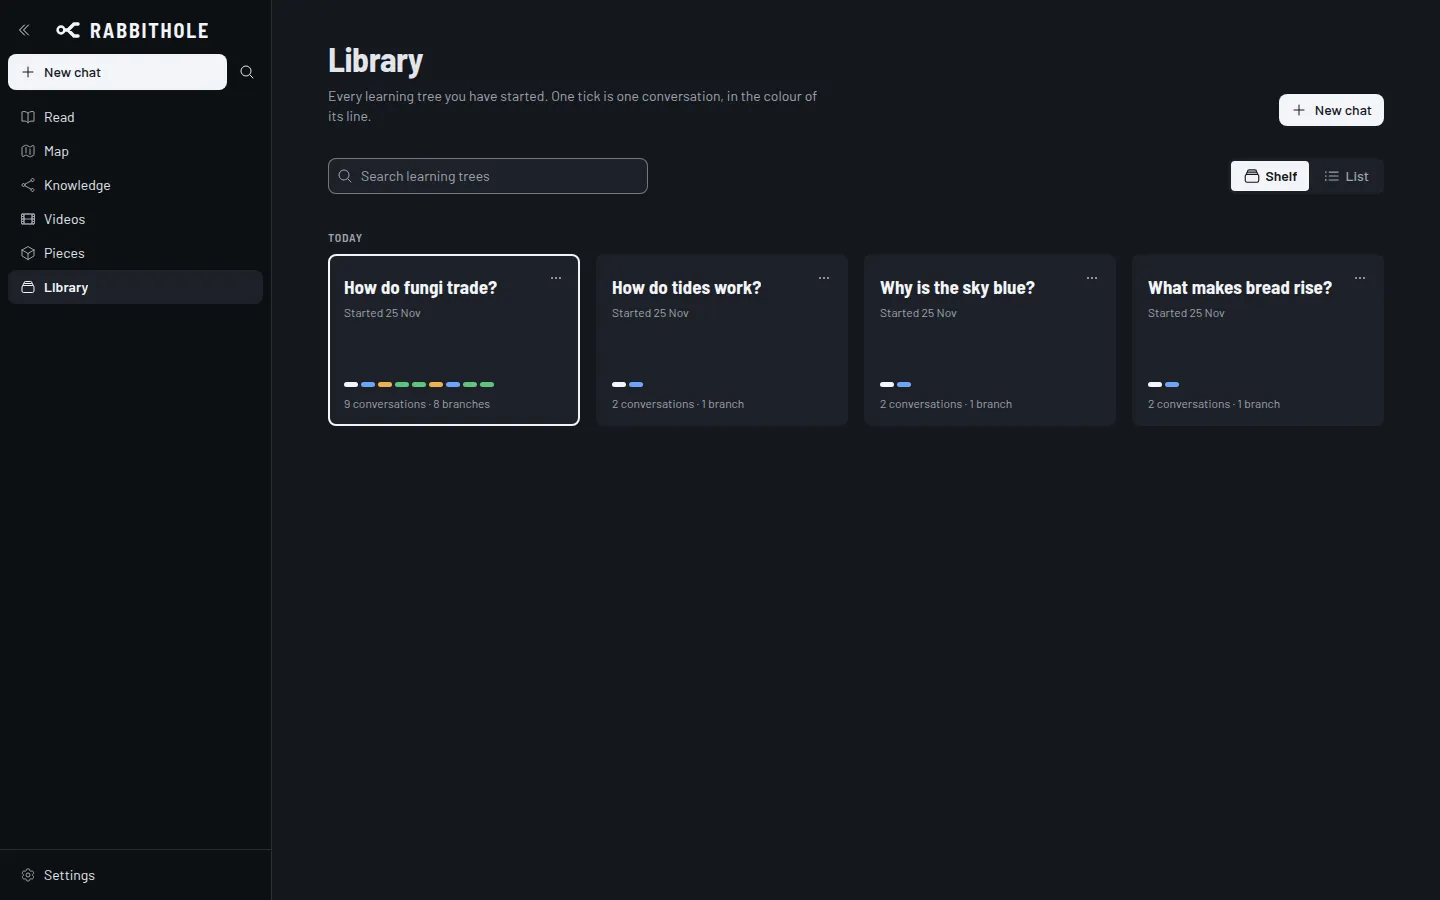 RABBITHOLE
New chat
Read
Map
Knowledge
Videos
Pieces
Library
Settings
Library
Every learning tree you have started. One tick is one conversation, in the colour of
its line.
New chat
Search learning trees
Shelf
List
TODAY
How do fungi trade?
Started 25 Nov
9 conversations · 8 branches
How do tides work?
Started 25 Nov
2 conversations · 1 branch
Why is the sky blue?
Started 25 Nov
2 conversations · 1 branch
What makes bread rise?
Started 25 Nov
2 conversations · 1 branch